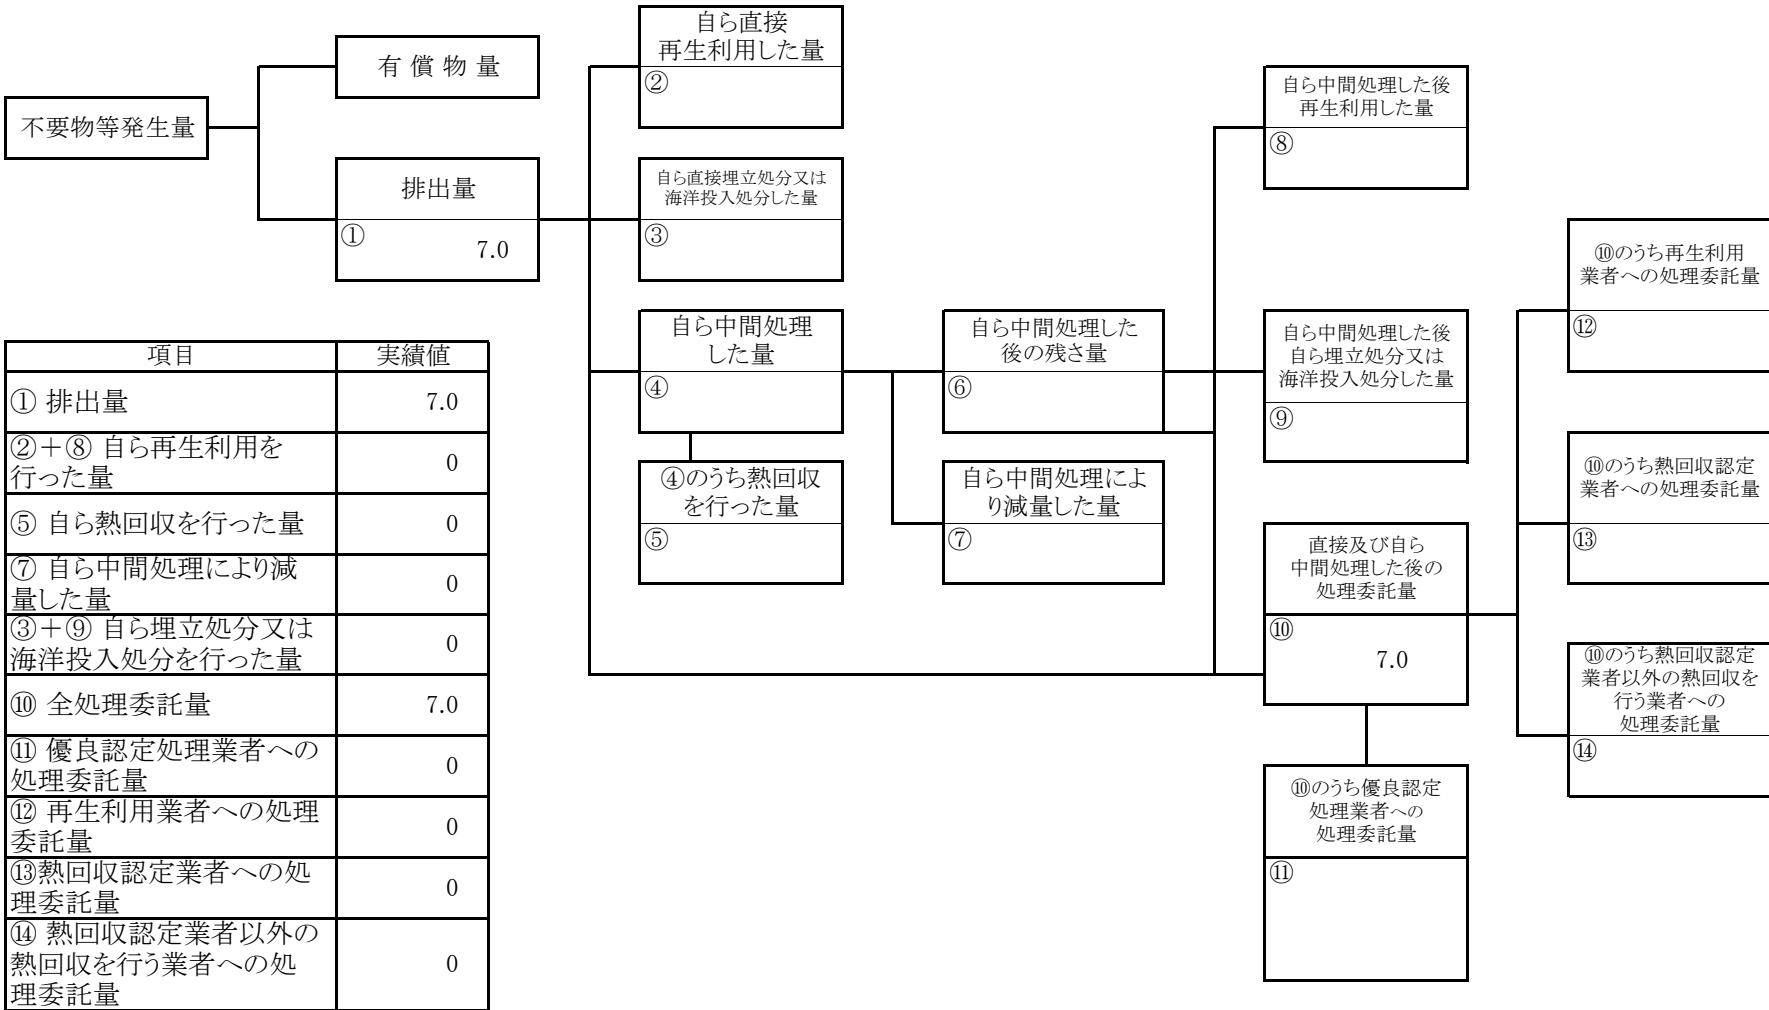 不要物等発生量
有 償 物 量
排出量
①
7.0
自ら直接
再生利用した量
②
自ら直接埋立処分又は
海洋投入処分した量
③
自ら中間処理
した量
④
④のうち熱回収
を行った量
⑤
自ら中間処理した
後の残さ量
⑥
自ら中間処理によ
り減量した量
⑦
自ら中間処理した後
再生利用した量
⑧
自ら中間処理した後
自ら埋立処分又は
海洋投入処分した量
⑨
直接及び自ら
中間処理した後の
処理委託量
⑩
7.0
⑩のうち優良認定
処理業者への
処理委託量
⑪
⑩のうち再生利用
業者への処理委託量
⑫
⑩のうち熱回収認定
業者への処理委託量
⑬
⑩のうち熱回収認定
業者以外の熱回収を
行う業者への
処理委託量
⑭
項目 実績値
① 排出量 7.0
②＋⑧ 自ら再生利用を
行った量 0
⑤ 自ら熱回収を行った量 0
⑦ 自ら中間処理により減
量した量 0
③＋⑨ 自ら埋立処分又は
海洋投入処分を行った量 0
⑩ 全処理委託量 7.0
⑪ 優良認定処理業者への
処理委託量 0
⑫ 再生利用業者への処理
委託量 0
⑬熱回収認定業者への処
理委託量 0
⑭ 熱回収認定業者以外の
熱回収を行う業者への処
理委託量 0